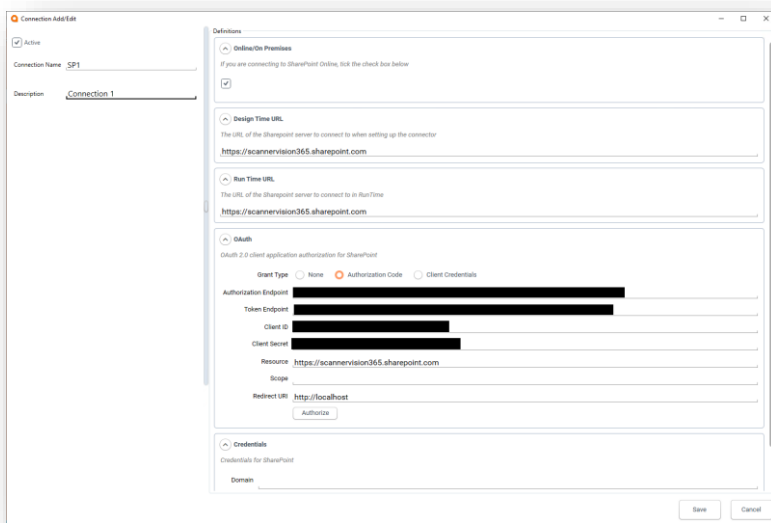 Connection Add/Edit
Active
Connection Name SP1
Description Connection 1
Definitions
Online/On Premises
If you are connecting to SharePoint Online, tick the check box below
Design Time URL
The URL of the Sharepoint server to connect to when setting up the connector
https://scannervision365.sharepoint.com
Run Time URL
The URL of the Sharepoint server to connect to in RunTime
https://scannervision365.sharepoint.com
OAuth
OAuth 2.0 client application authorization for SharePoint
Grant Type None Authorization Code Client Credentials
Authorization Endpoint
Token Endpoint
Client ID
Client Secret
Resource https://scannervision365.sharepoint.com
Scope
Redirect URI http://localhost
Authorize
Credentials
Credentials for SharePoint
Domain
Save Cancel